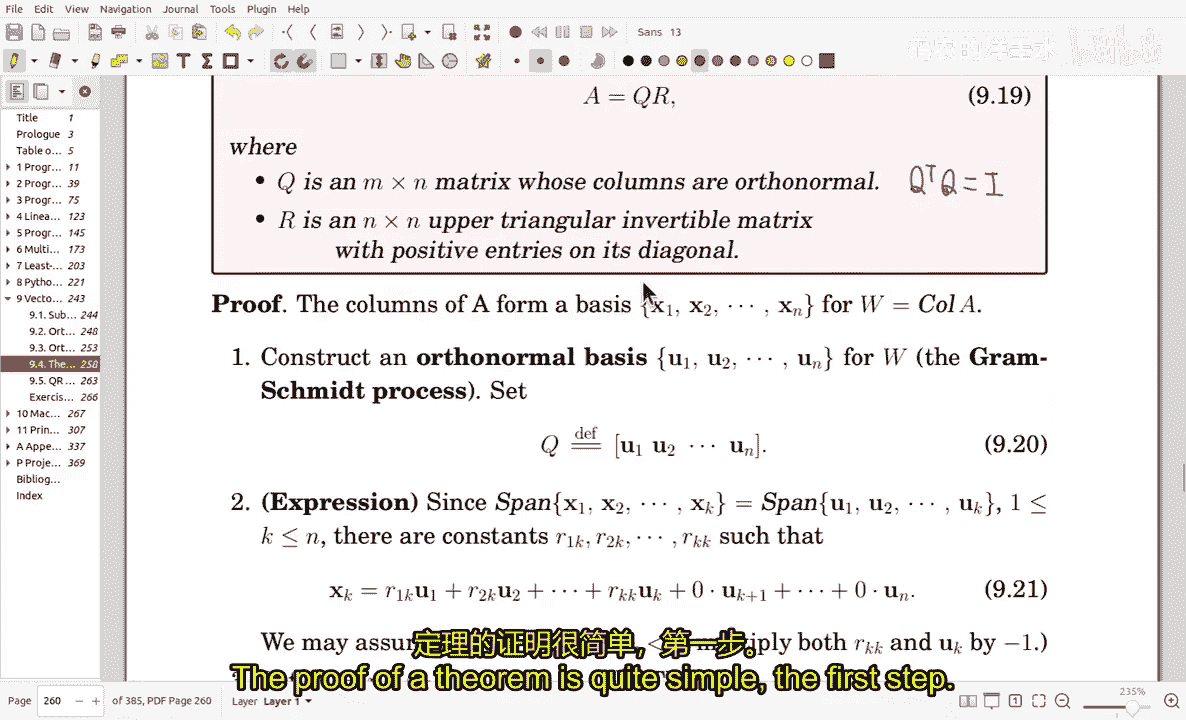 File Edit View Navigation Journal Tools Plugin Help
Sans 13
Title 1
Prologue 3
Table o... 5
1 Progr... 11
2 Progr... 39
3 Progr... 75
4 Linea... 123
5 Progr... 145
6 Multi... 173
7 Least-... 203
8 Pytho... 221
9 Vecto... 243
9.1. Sub... 244
9.2. Ort... 248
9.3. Ort... 253
9.4. The... 258
9.5. QR ... 263
Exercis... 266
10 Mac... 267
11 Prin... 307
A Appe... 337
P Proje... 369
Bibliog...
Index
A = QR, (9.19)
where
• Q is an m × n matrix whose columns are orthonormal. QᵀQ = I
• R is an n × n upper triangular invertible matrix
with positive entries on its diagonal.
Proof. The columns of A form a basis {x₁, x₂, ⋯ , xₙ} for W = Col A.
1. Construct an orthonormal basis {u₁, u₂, ⋯ , uₙ} for W (the Gram-
Schmidt process). Set
Q def= [u₁ u₂ ⋯ uₙ]. (9.20)
2. (Expression) Since Span{x₁, x₂, ⋯ , xₖ} = Span{u₁, u₂, ⋯ , uₖ}, 1 ≤
k ≤ n, there are constants r₁ₖ, r₂ₖ, ⋯ , rₖₖ such that
xₖ = r₁ₖu₁ + r₂ₖu₂ + ⋯ + rₖₖuₖ + 0 · uₖ₊₁ + ⋯ + 0 · uₙ. (9.21)
We may assu ply both rₖₖ and uₖ by −1.)
定理的证明很简单，第一步。
The proof of a theorem is quite simple, the first step.
Page 260 of 385, PDF Page 260 Layer Layer 1 235%